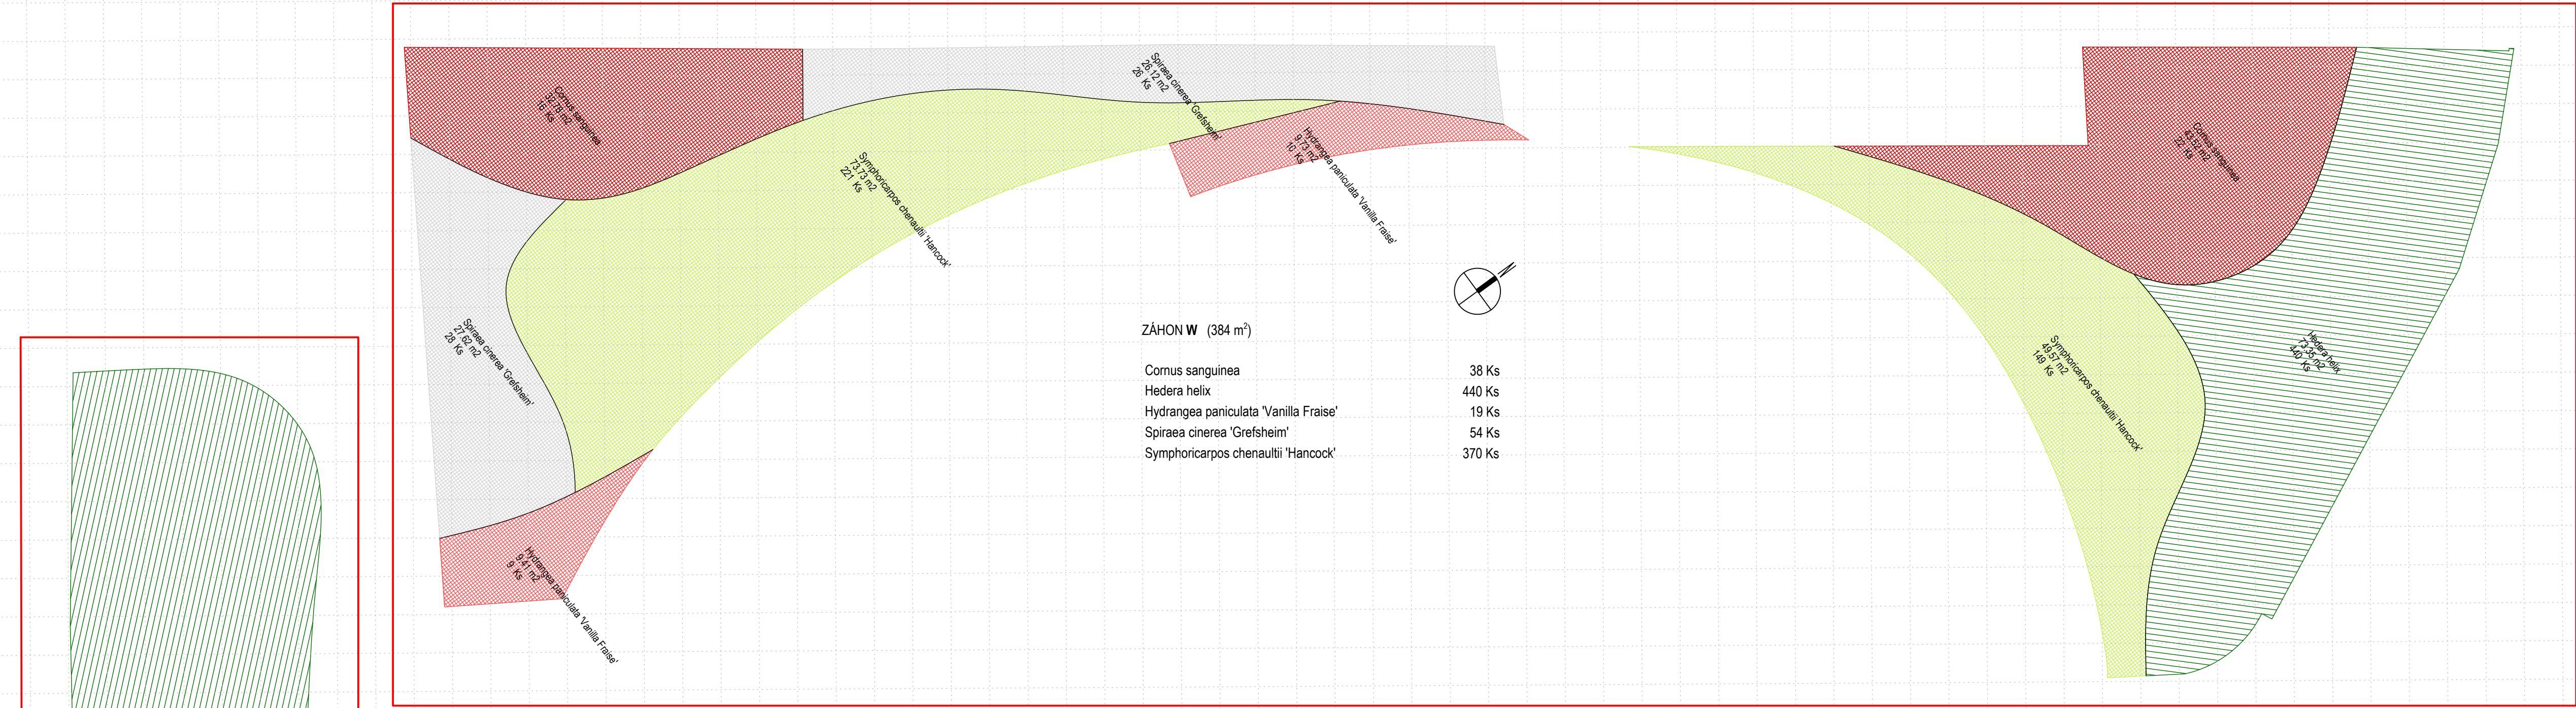 Cornus sanguinea
32.78 m2
16 Ks
Spiraea cinerea 'Grefsheim'
26.12 m2
26 Ks
Symphoricarpos chenaultii 'Hancock'
73.73 m2
221 Ks
Hydrangea paniculata 'Vanilla Fraise'
9.73 m2
10 Ks
Cornus sanguinea
43.52 m2
22 Ks
N
Spiraea cinerea 'Grefsheim'
27.62 m2
28 Ks
ZÁHON W (384 m²)
Cornus sanguinea 38 Ks
Hedera helix 440 Ks
Hydrangea paniculata 'Vanilla Fraise' 19 Ks
Spiraea cinerea 'Grefsheim' 54 Ks
Symphoricarpos chenaultii 'Hancock' 370 Ks
Symphoricarpos chenaultii 'Hancock'
49.57 m2
149 Ks
Hedera helix
73.35 m2
440 Ks
Hydrangea paniculata 'Vanilla Fraise'
9.41 m2
9 Ks